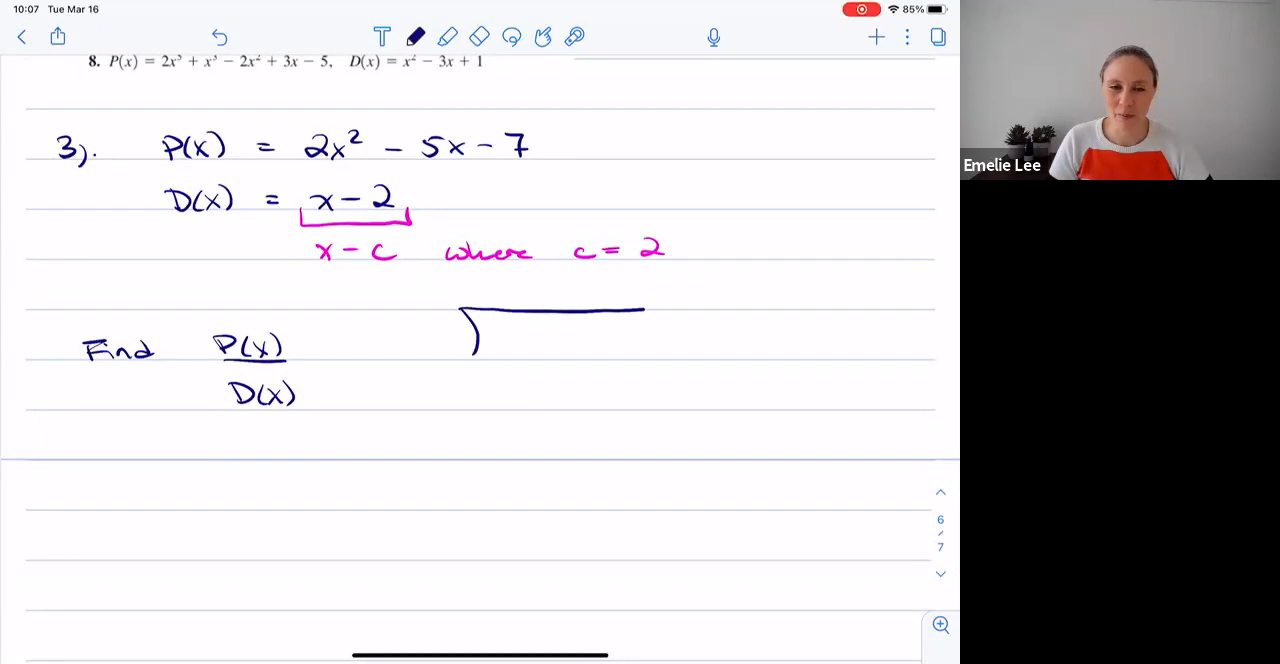 10:07 Tue Mar 16
85%
8. P(x) = 2x⁵ + x³ − 2x² + 3x − 5, D(x) = x² − 3x + 1
3). P(x) = 2x² − 5x − 7
D(x) = x − 2
x − c where c = 2
Find P(x)
D(x)
Emelie Lee
6
/
7
T